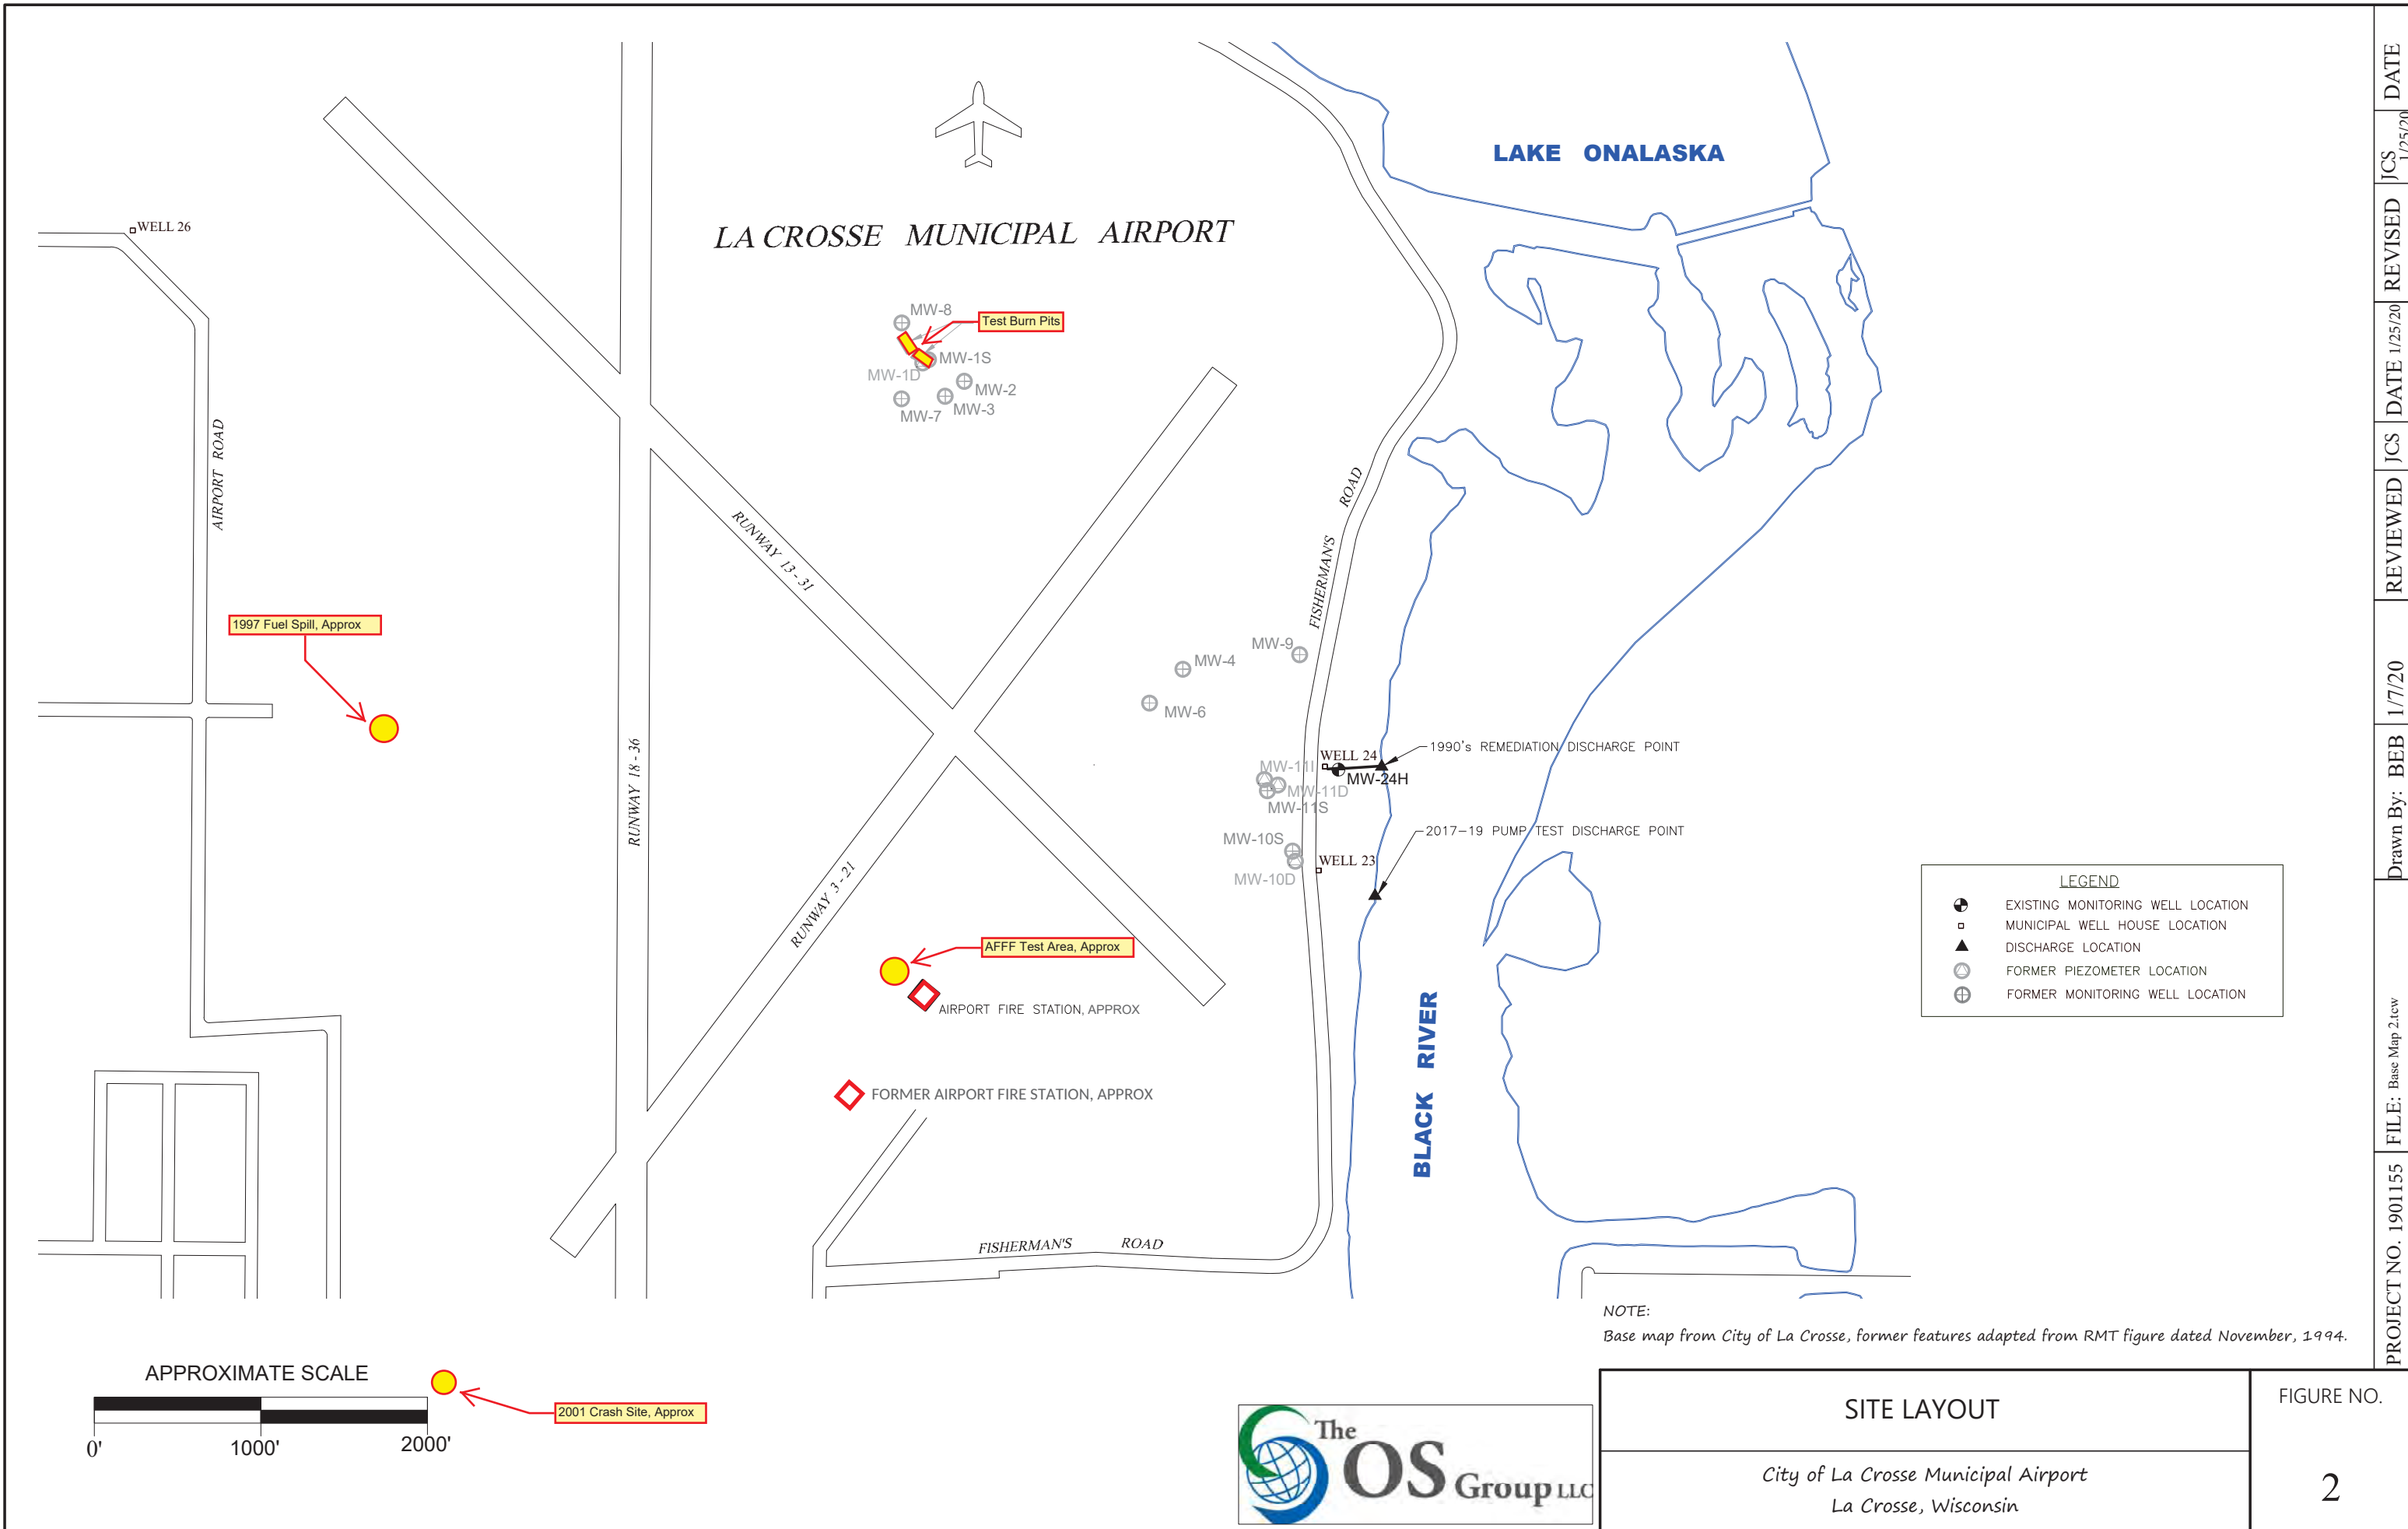 LAKE ONALASKA
WELL 26
LA CROSSE MUNICIPAL AIRPORT
MW-8
Test Burn Pits
MW-1S
MW-1D
MW-2
MW-3
MW-7
AIRPORT ROAD
RUNWAY 13 - 31
FISHERMAN'S ROAD
1997 Fuel Spill, Approx
MW-9
MW-4
MW-6
RUNWAY 18 - 36
1990's REMEDIATION DISCHARGE POINT
WELL 24
MW-24H
MW-11I
MW-11D
MW-11S
2017-19 PUMP TEST DISCHARGE POINT
MW-10S
WELL 23
MW-10D
RUNWAY 3 - 21
LEGEND
EXISTING MONITORING WELL LOCATION
MUNICIPAL WELL HOUSE LOCATION
DISCHARGE LOCATION
FORMER PIEZOMETER LOCATION
FORMER MONITORING WELL LOCATION
AFFF Test Area, Approx
AIRPORT FIRE STATION, APPROX
BLACK RIVER
FORMER AIRPORT FIRE STATION, APPROX
FISHERMAN'S ROAD
NOTE:
Base map from City of La Crosse, former features adapted from RMT figure dated November, 1994.
APPROXIMATE SCALE
0' 1000' 2000'
2001 Crash Site, Approx
The
OS Group LLC
SITE LAYOUT
City of La Crosse Municipal Airport
La Crosse, Wisconsin
FIGURE NO.
2
PROJECT NO. 1901155
FILE: Base Map 2.tcw
Drawn By: BEB 1/7/20
REVIEWED JCS DATE 1/25/20
REVISED JCS DATE
1/25/20